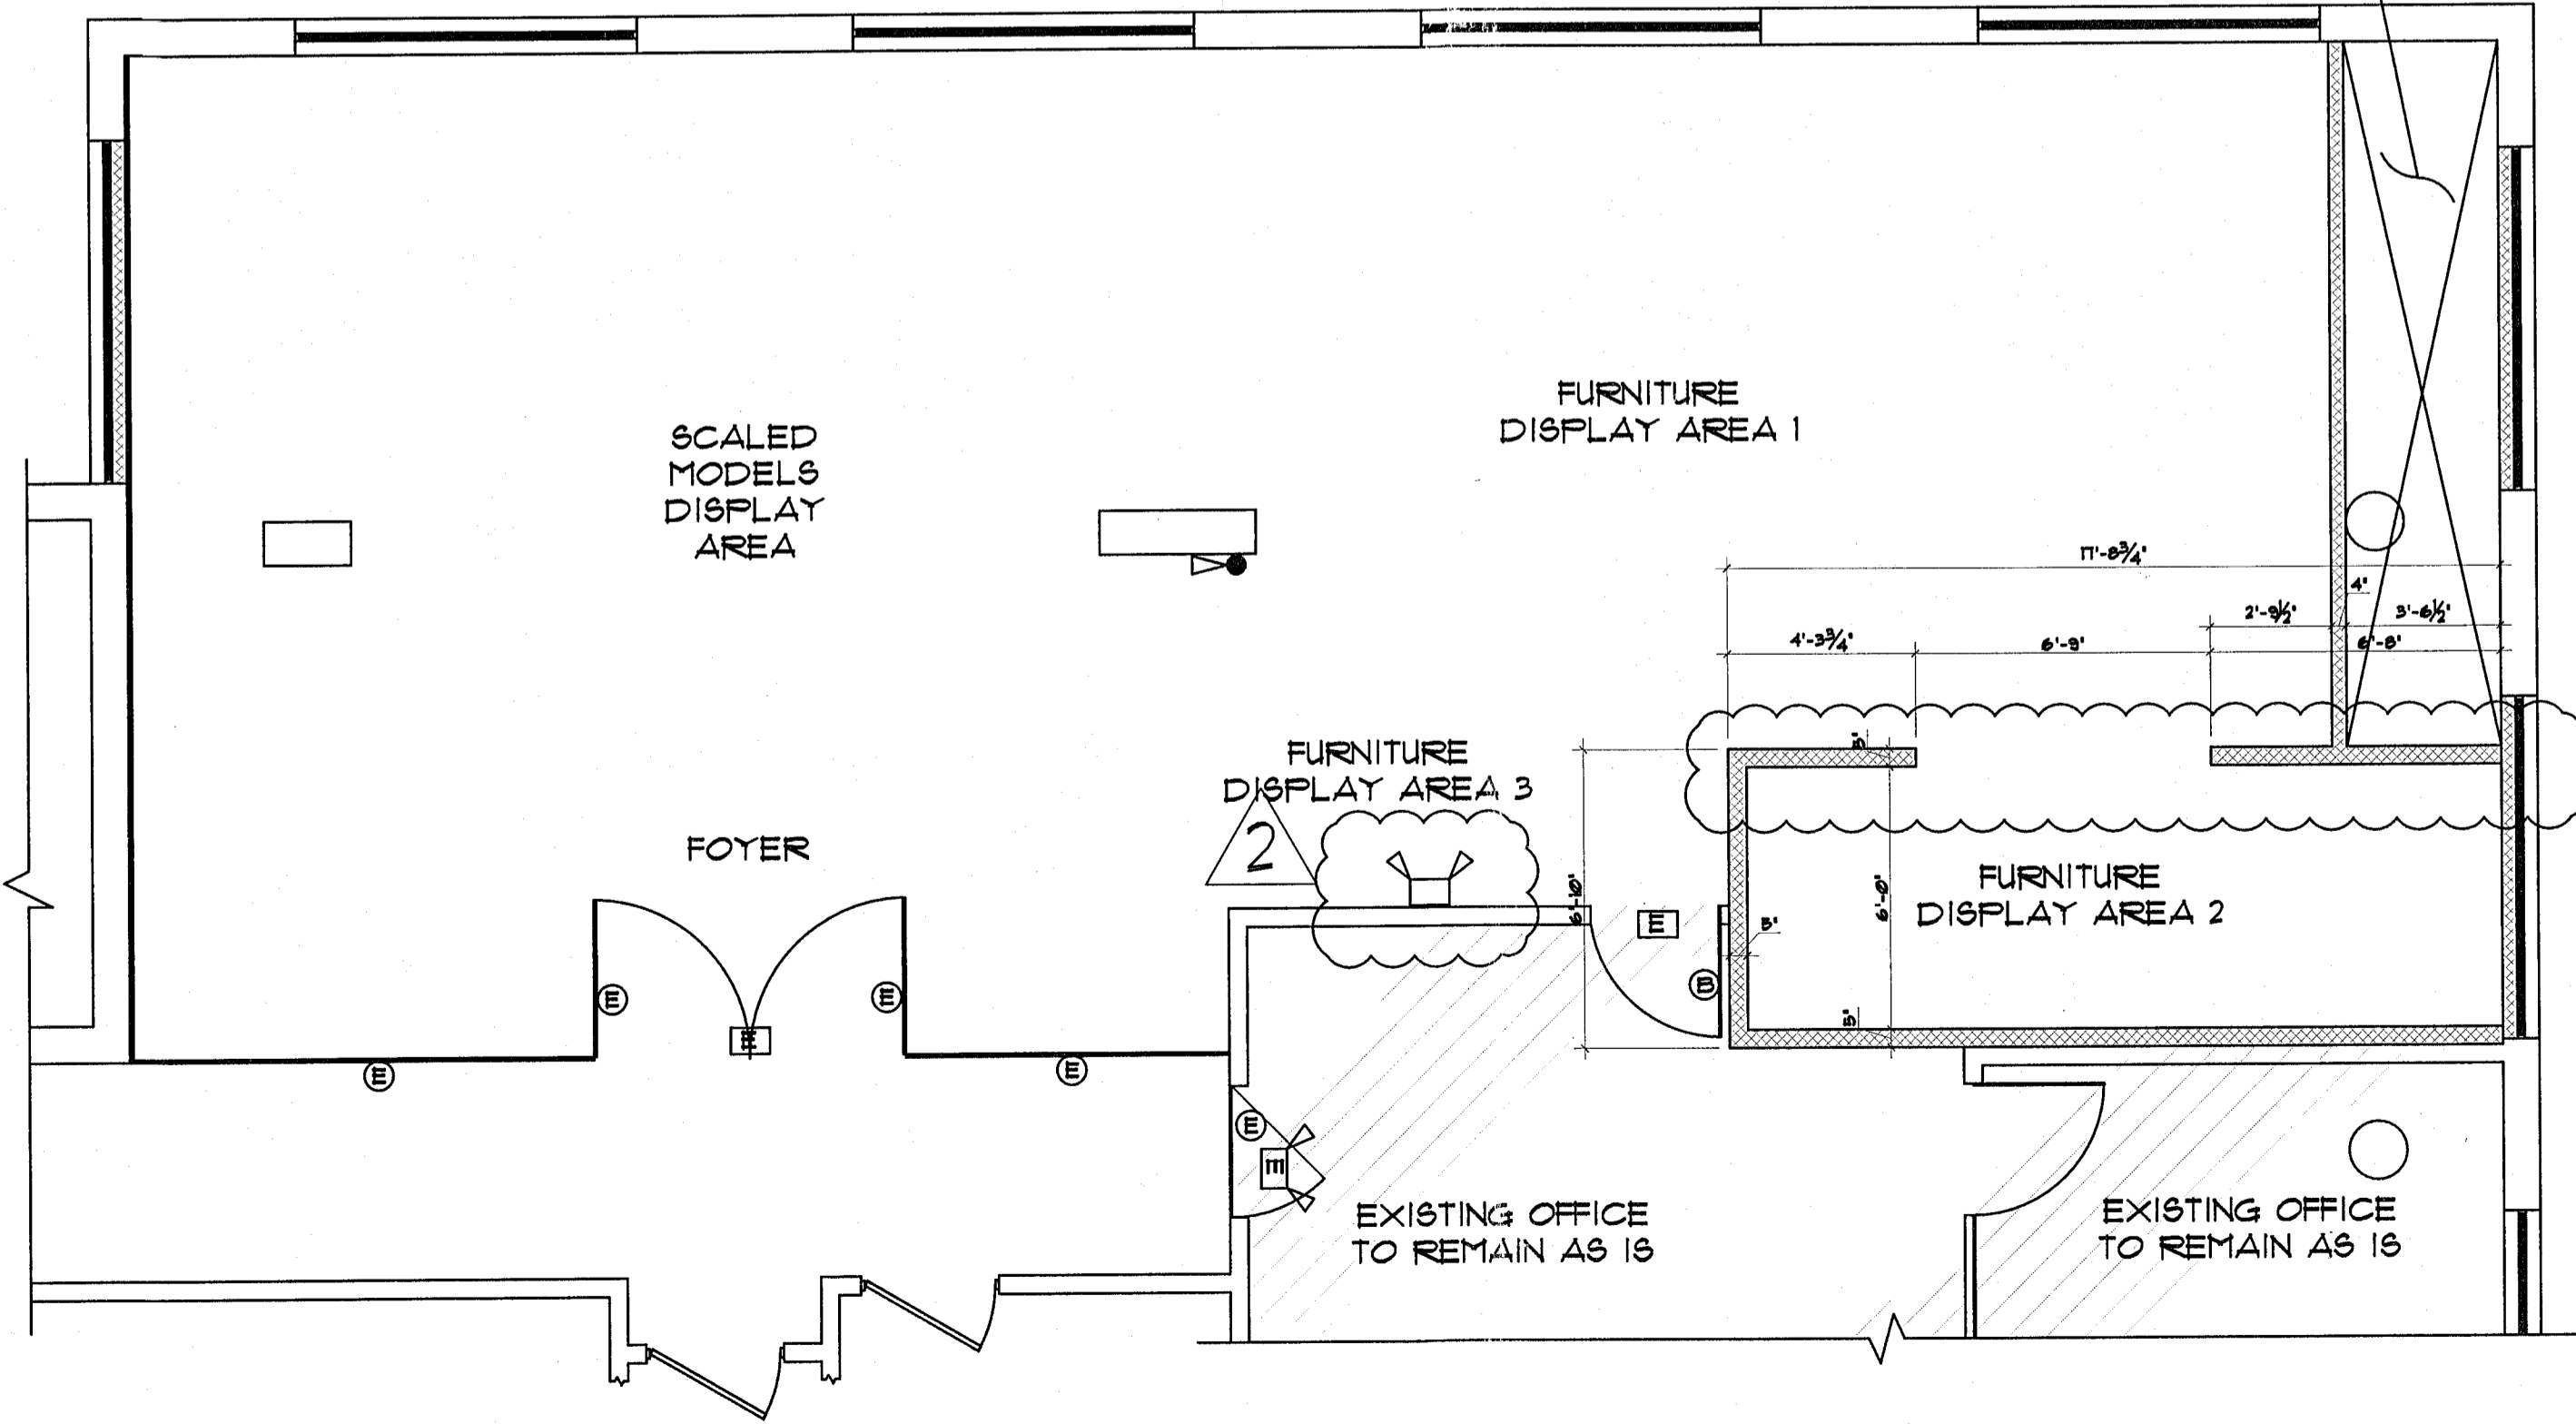 FURNITURE
DISPLAY AREA 1
SCALED
MODELS
DISPLAY
AREA
17'-8¾"
4"
2'-9½"
3'-6½"
4'-3¾"
6'-9"
6'-8"
5"
FURNITURE
DISPLAY AREA 3
2
FOYER
FURNITURE
DISPLAY AREA 2
6'-10"
6'-0"
5"
5"
E
E
E
E
E
E
E
E
E
EXISTING OFFICE
TO REMAIN AS IS
EXISTING OFFICE
TO REMAIN AS IS